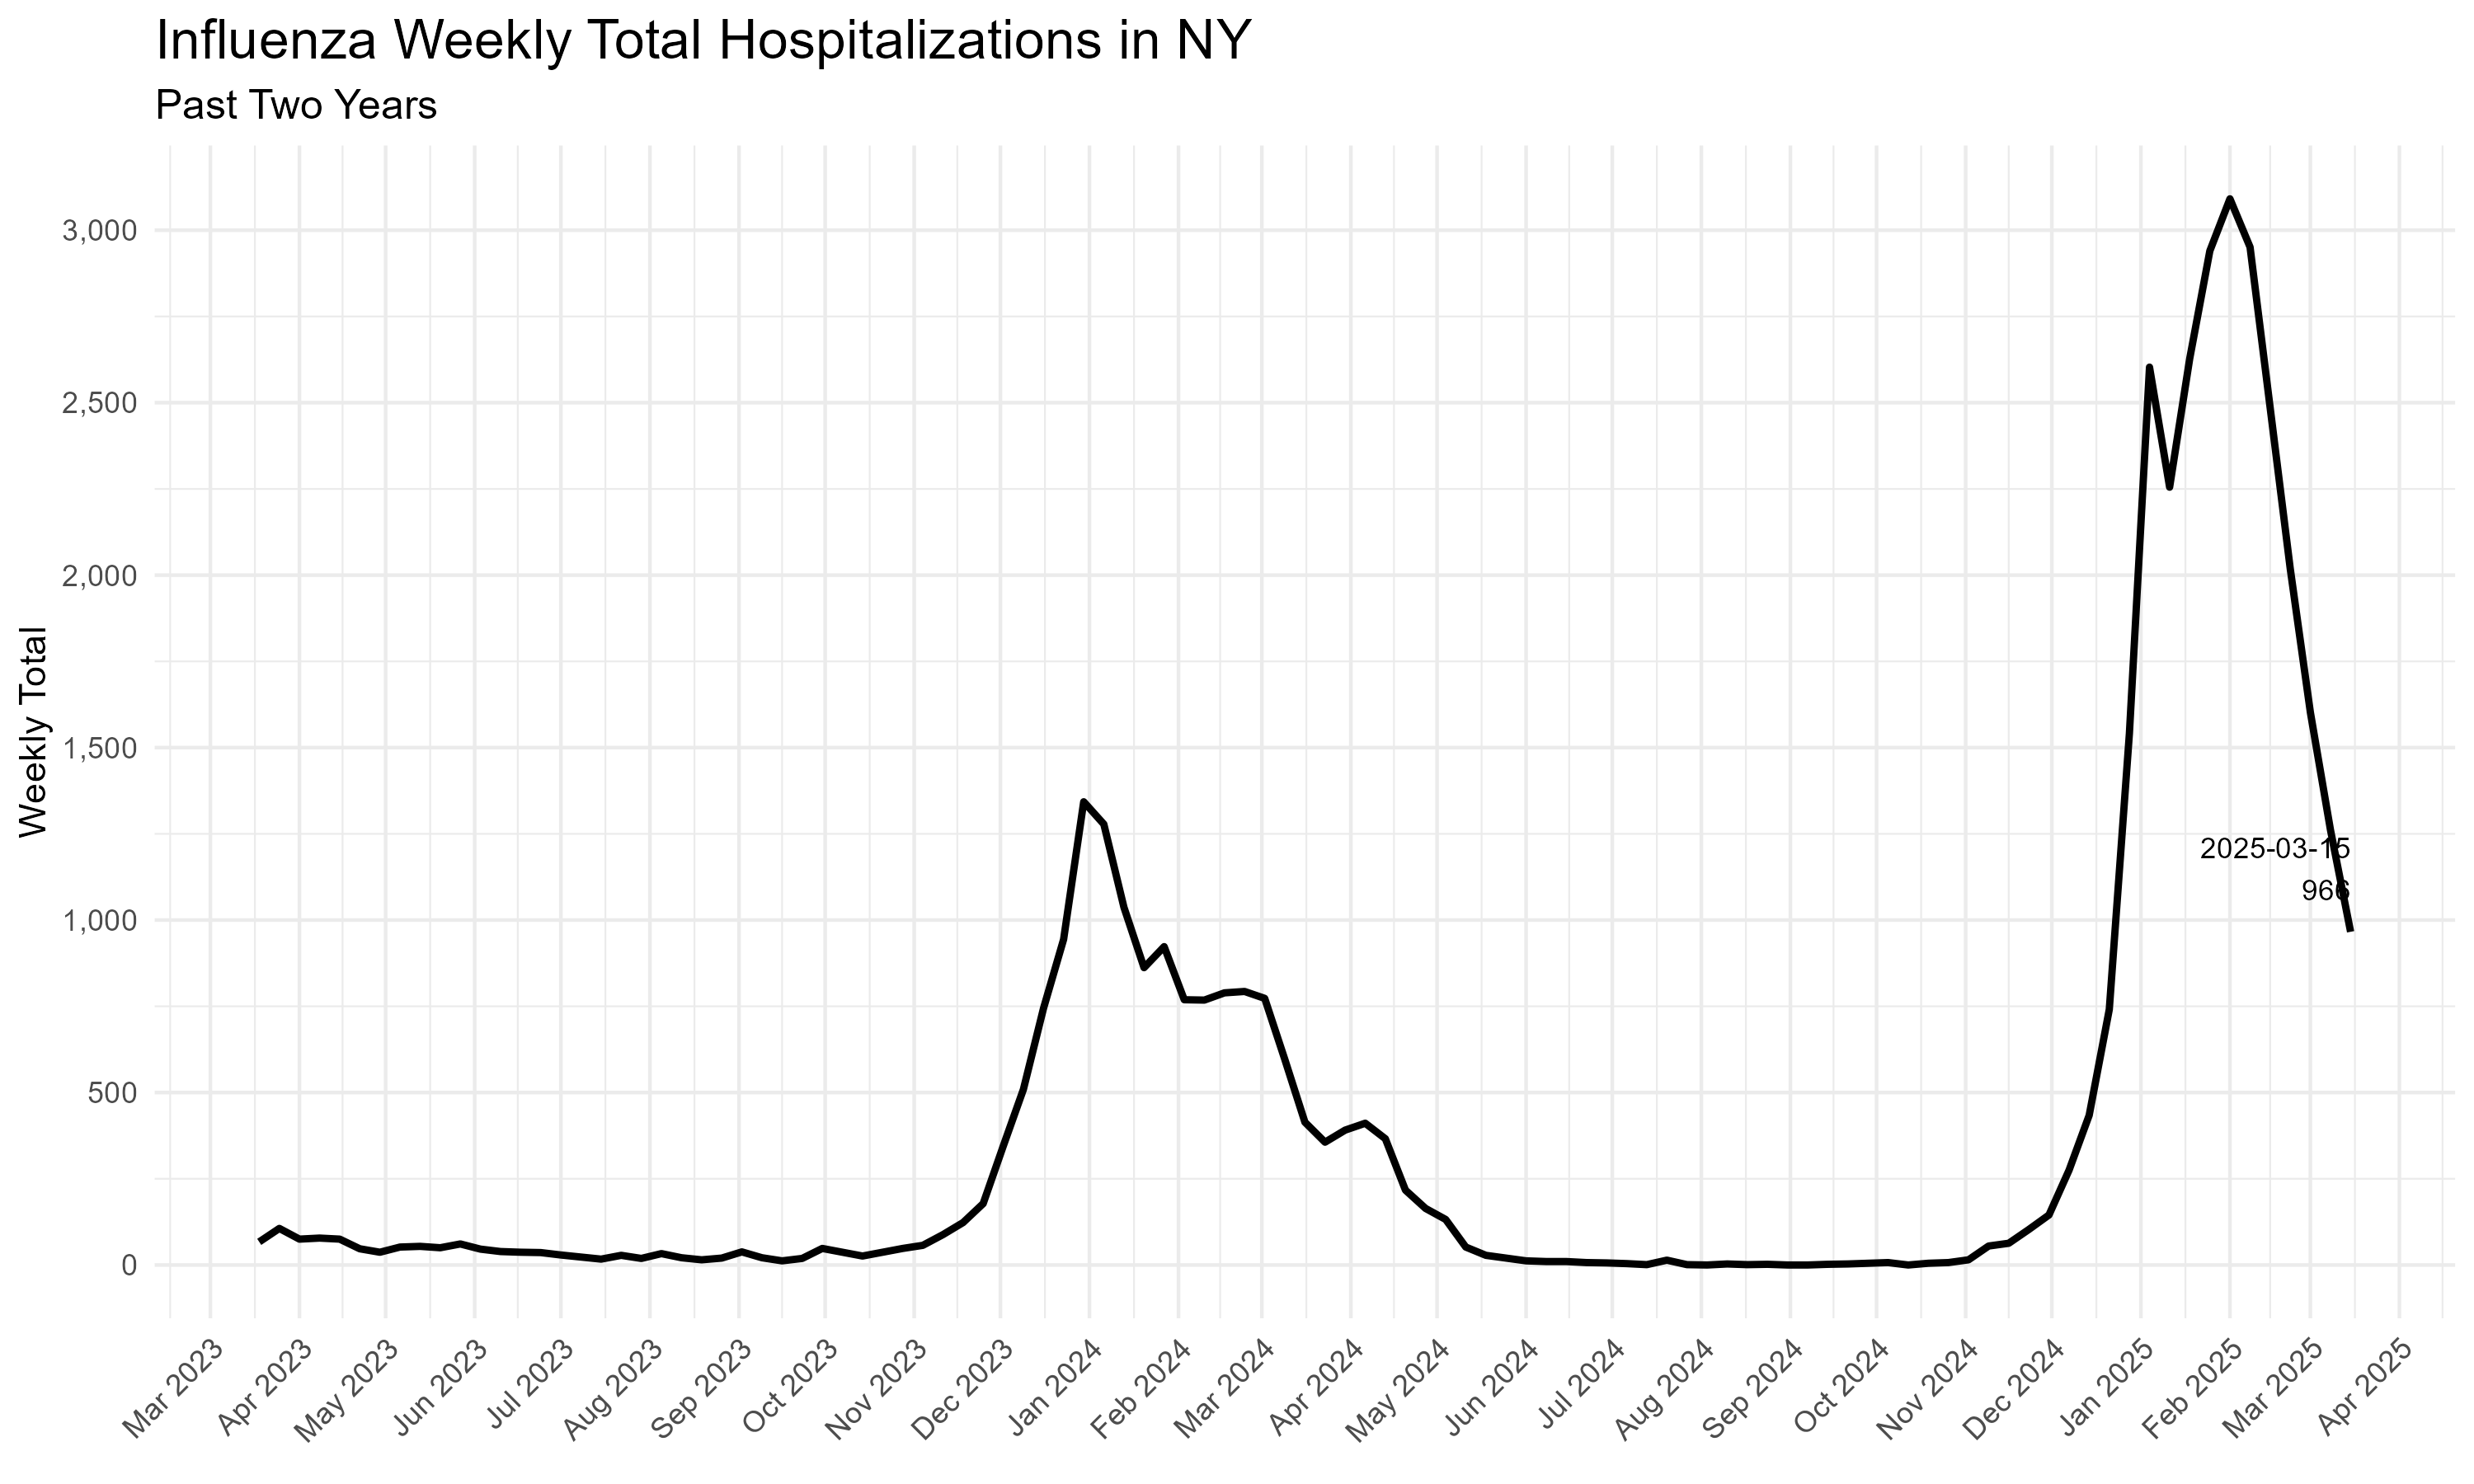 Influenza Weekly Total Hospitalizations in NY
Past Two Years
Weekly Total
3,000
2,500
2,000
1,500
1,000
500
0
2025-03-15
966
Mar 2023
Apr 2023
May 2023
Jun 2023
Jul 2023
Aug 2023
Sep 2023
Oct 2023
Nov 2023
Dec 2023
Jan 2024
Feb 2024
Mar 2024
Apr 2024
May 2024
Jun 2024
Jul 2024
Aug 2024
Sep 2024
Oct 2024
Nov 2024
Dec 2024
Jan 2025
Feb 2025
Mar 2025
Apr 2025